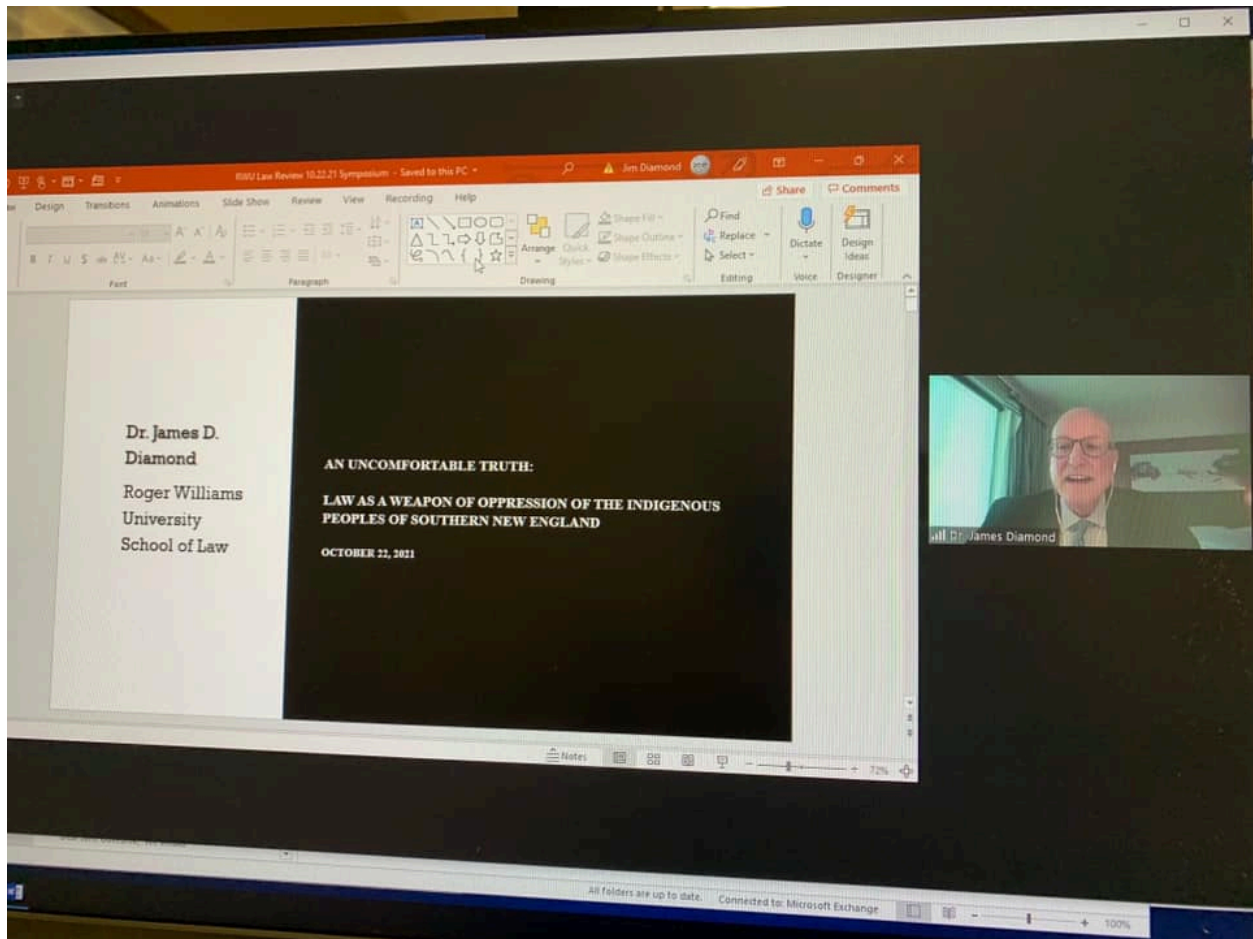 RWU Law Review 10.22.21 Symposium - Saved to this PC
Jim Diamond
Design Transitions Animations Slide Show Review View Recording Help
Share Comments
Shape Fill
Find
Shape Outline
Replace
Arrange Quick Styles
Shape Effects
Select
Dictate
Design Ideas
Font Paragraph Drawing Editing Voice Designer
Dr. James D.
Diamond
Roger Williams
University
School of Law
AN UNCOMFORTABLE TRUTH:
LAW AS A WEAPON OF OPPRESSION OF THE INDIGENOUS
PEOPLES OF SOUTHERN NEW ENGLAND
OCTOBER 22, 2021
Dr. James Diamond
Notes
72%
All folders are up to date. Connected to: Microsoft Exchange
100%